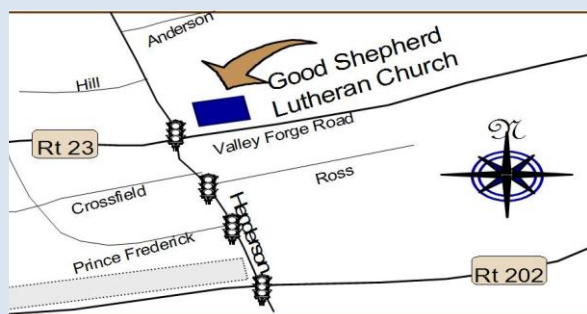 Anderson
Hill
Good Shepherd
Lutheran Church
N
Rt 23
Valley Forge Road
Ross
Crossfield
Henderson
Prince Frederick
Rt 202